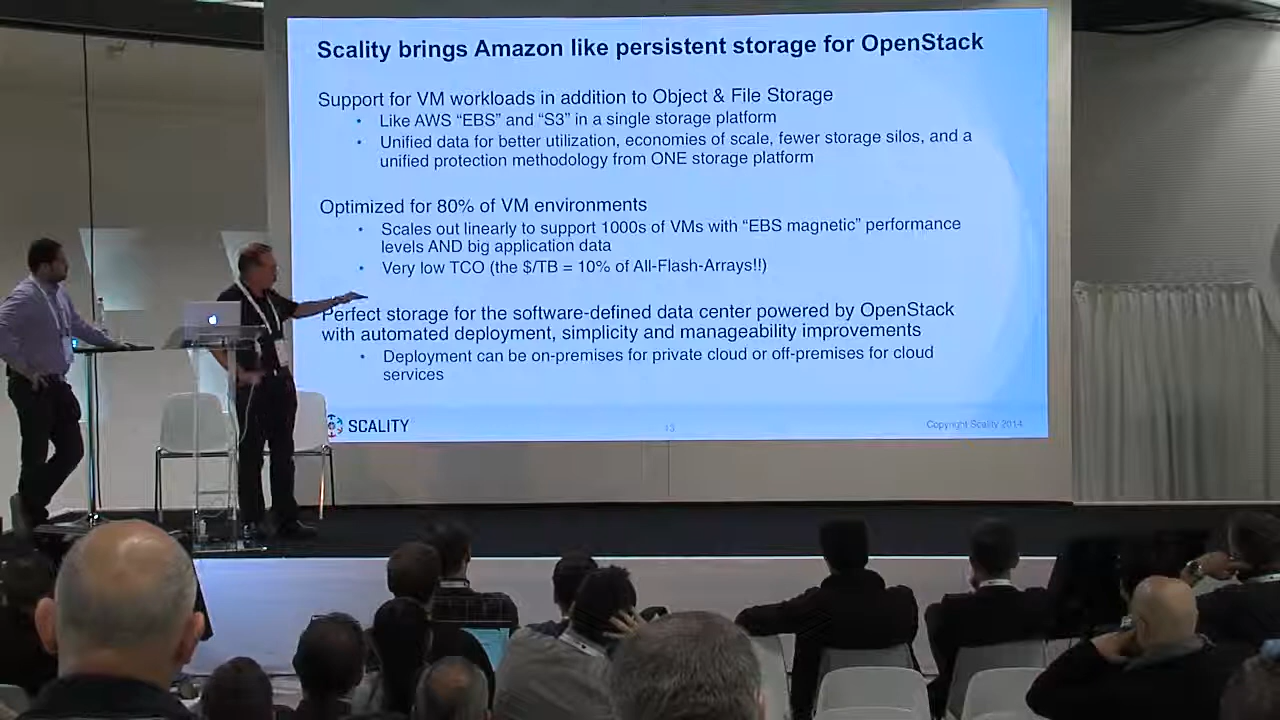 Scality brings Amazon like persistent storage for OpenStack
Support for VM workloads in addition to Object & File Storage
• Like AWS “EBS” and “S3” in a single storage platform
• Unified data for better utilization, economies of scale, fewer storage silos, and a
unified protection methodology from ONE storage platform
Optimized for 80% of VM environments
• Scales out linearly to support 1000s of VMs with “EBS magnetic” performance
levels AND big application data
• Very low TCO (the $/TB = 10% of All-Flash-Arrays!!)
Perfect storage for the software-defined data center powered by OpenStack
with automated deployment, simplicity and manageability improvements
• Deployment can be on-premises for private cloud or off-premises for cloud
services
SCALITY
13
Copyright Scality 2014